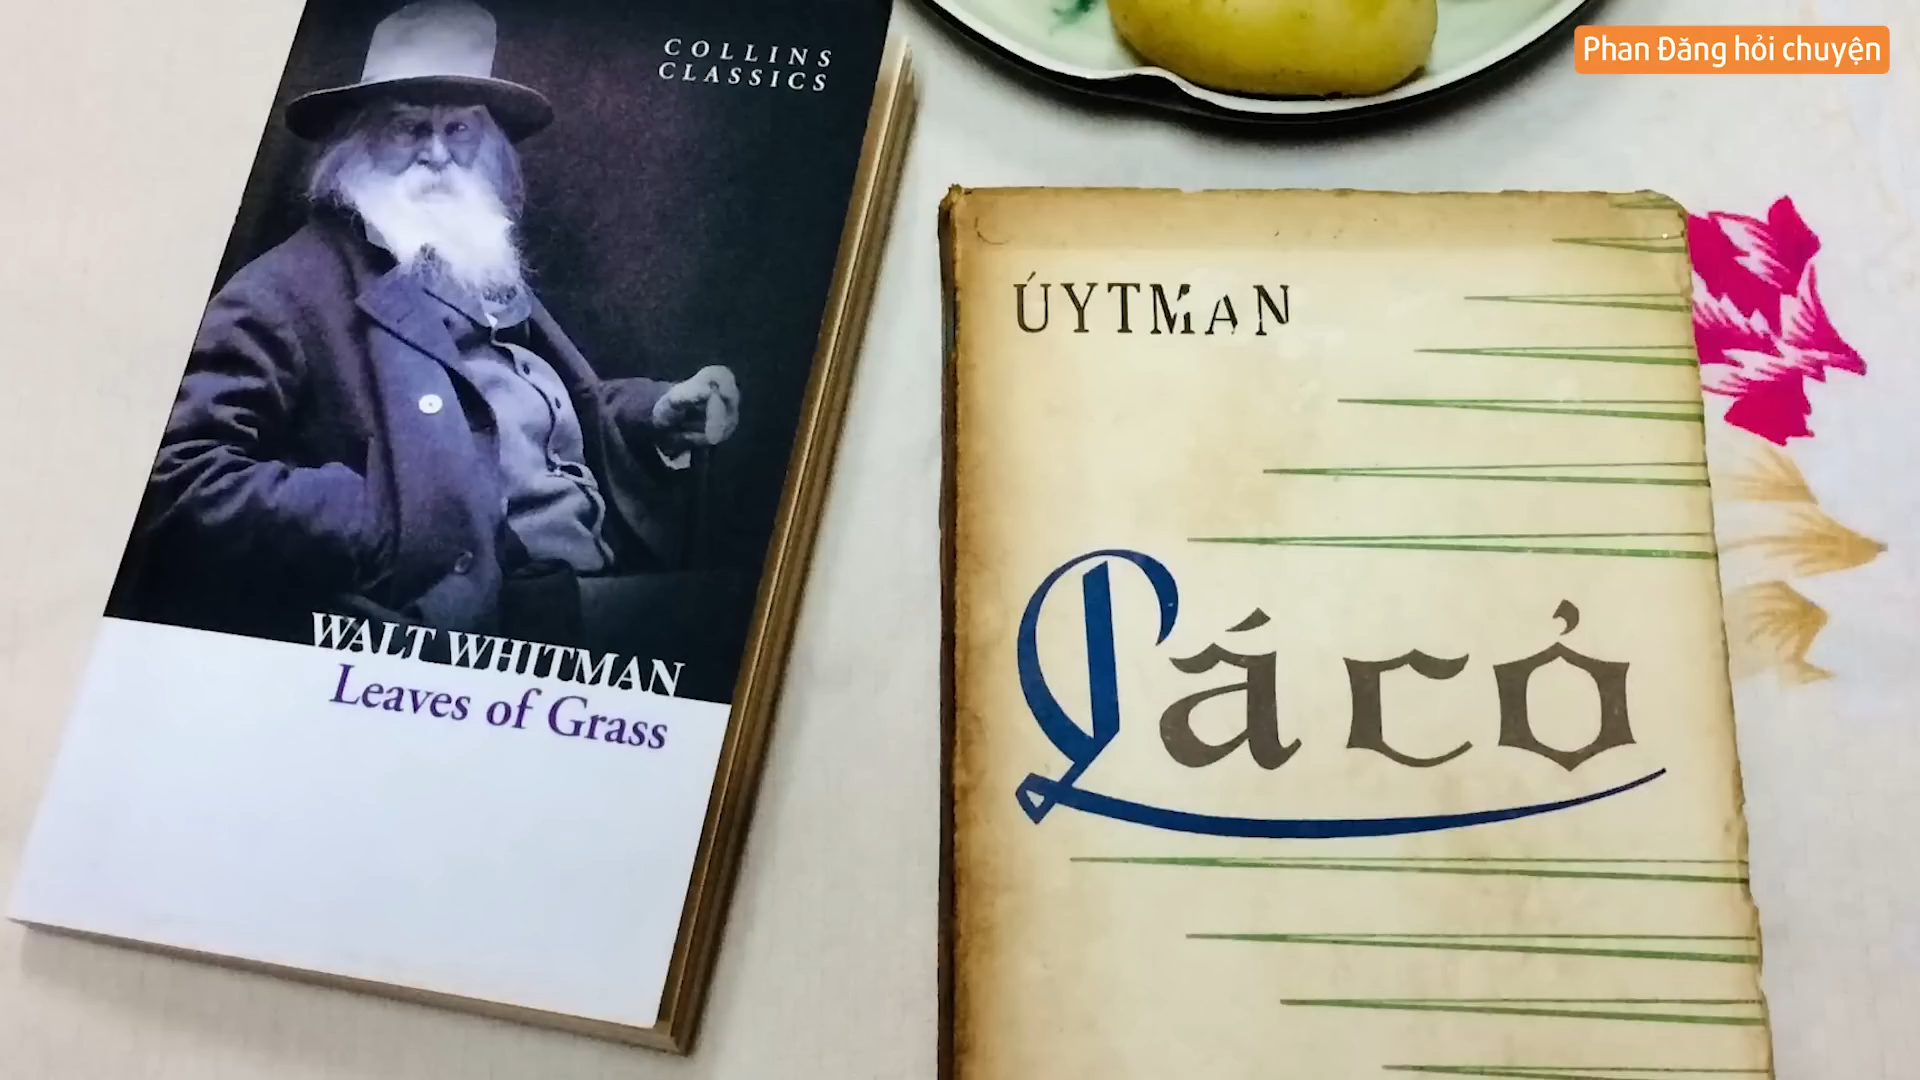 COLLINS
CLASSICS
WALT WHITMAN
Leaves of Grass
Phan Đăng hỏi chuyện
ÚYTMAN
Lá cỏ